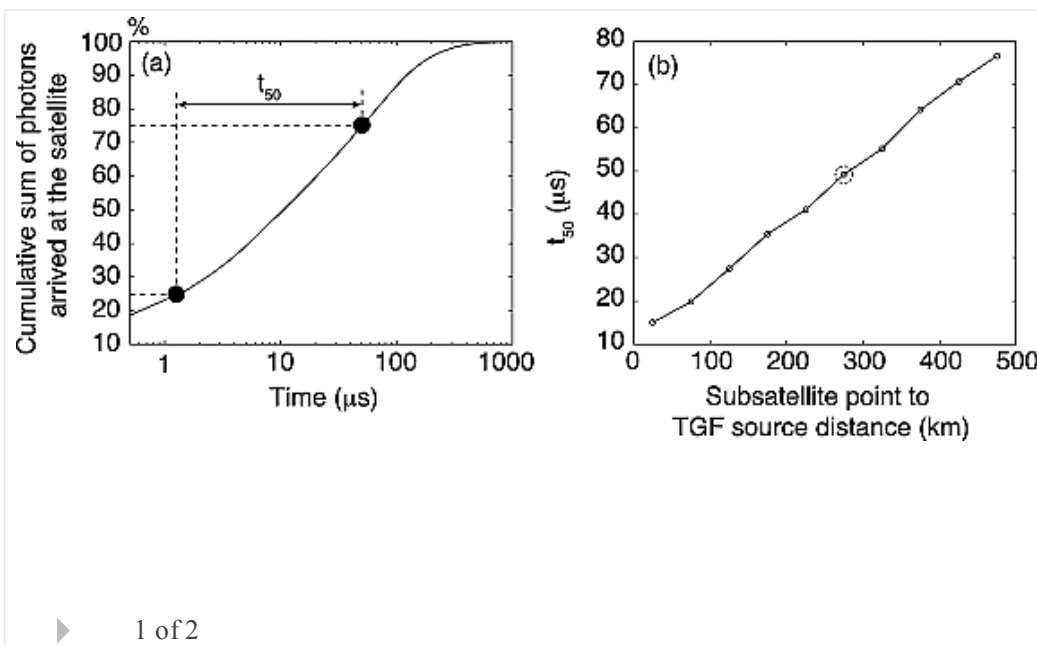 %
100
90
80
70
60
50
40
30
20
10
(a)
t50
1 10 100 1000
Time (μs)
Cumulative sum of photons
arrived at the satellite
80
70
60
50
40
30
20
10
(b)
t50 (μs)
0 100 200 300 400 500
Subsatellite point to
TGF source distance (km)
1 of 2